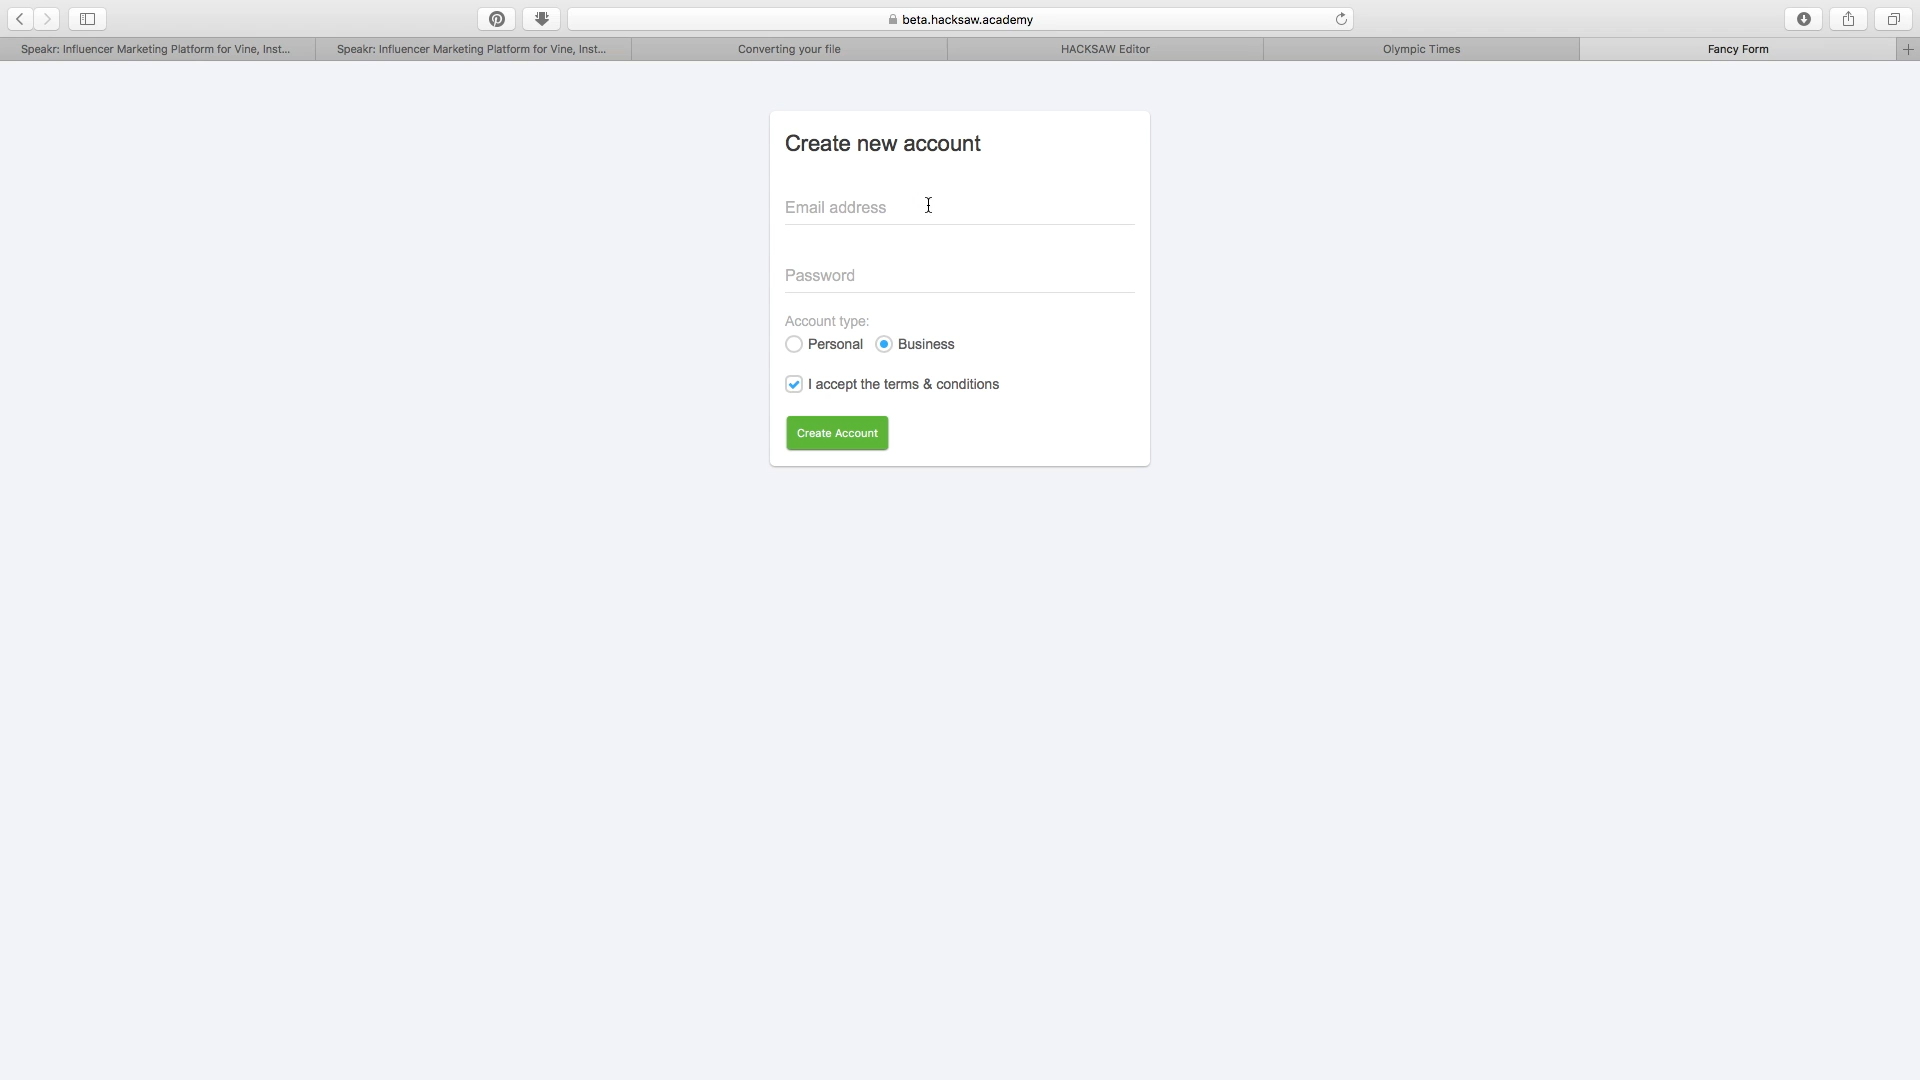 beta.hacksaw.academy
Speakr: Influencer Marketing Platform for Vine, Inst...
Speakr: Influencer Marketing Platform for Vine, Inst...
Converting your file
HACKSAW Editor
Olympic Times
Fancy Form
Create new account
Email address
Password
Account type:
Personal Business
I accept the terms & conditions
Create Account